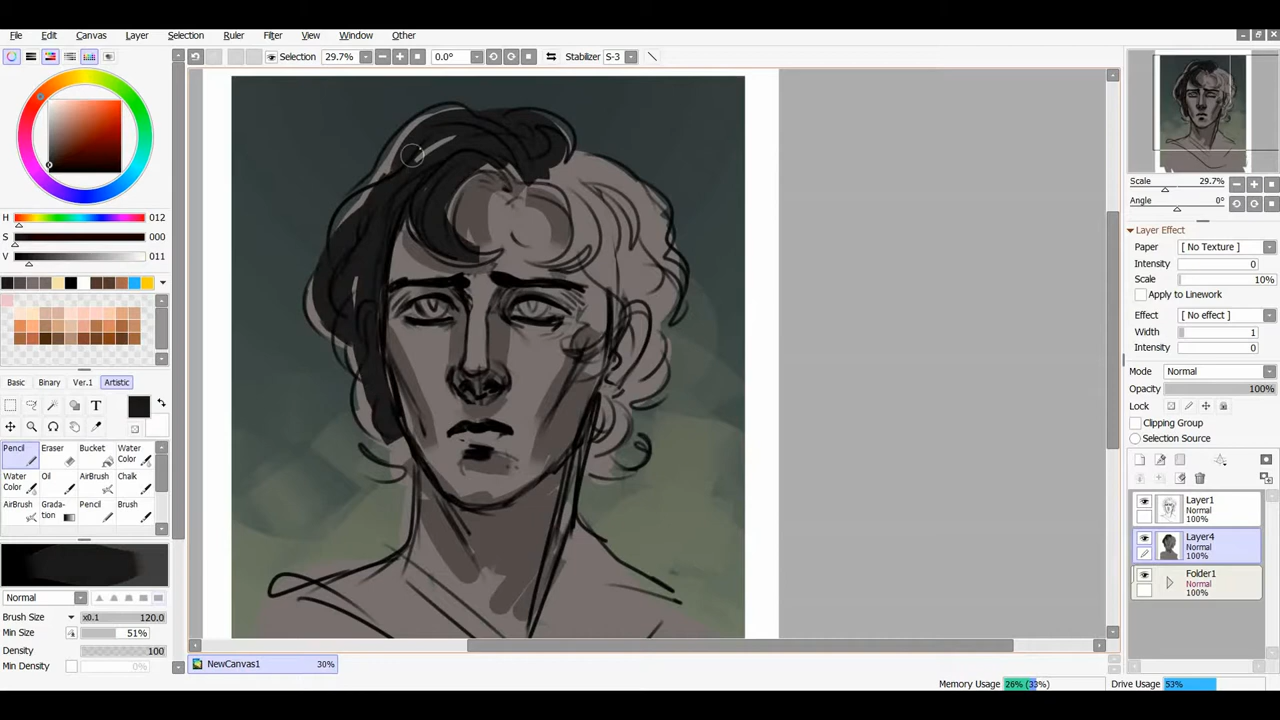 File Edit Canvas Layer Selection Ruler Filter View Window Other
Selection 29.7% 0.0° Stabilizer S-3
H 012
S 000
V 011
Basic Binary Ver.1 Artistic
T
Pencil Eraser Bucket Water Color
Water Color Oil AirBrush Chalk
AirBrush Grada-tion Pencil Brush
Normal
Brush Size x0.1 120.0
Min Size 51%
Density 100
Min Density 0%
NewCanvas1 30%
Scale 29.7%
Angle 0°
Layer Effect
Paper [ No Texture ]
Intensity 0
Scale 10%
Apply to Linework
Effect [ No effect ]
Width 1
Intensity 0
Mode Normal
Opacity 100%
Lock
Clipping Group
Selection Source
Layer1
Normal
100%
Layer4
Normal
100%
Folder1
Normal
100%
Memory Usage 26% (33%) Drive Usage 53%